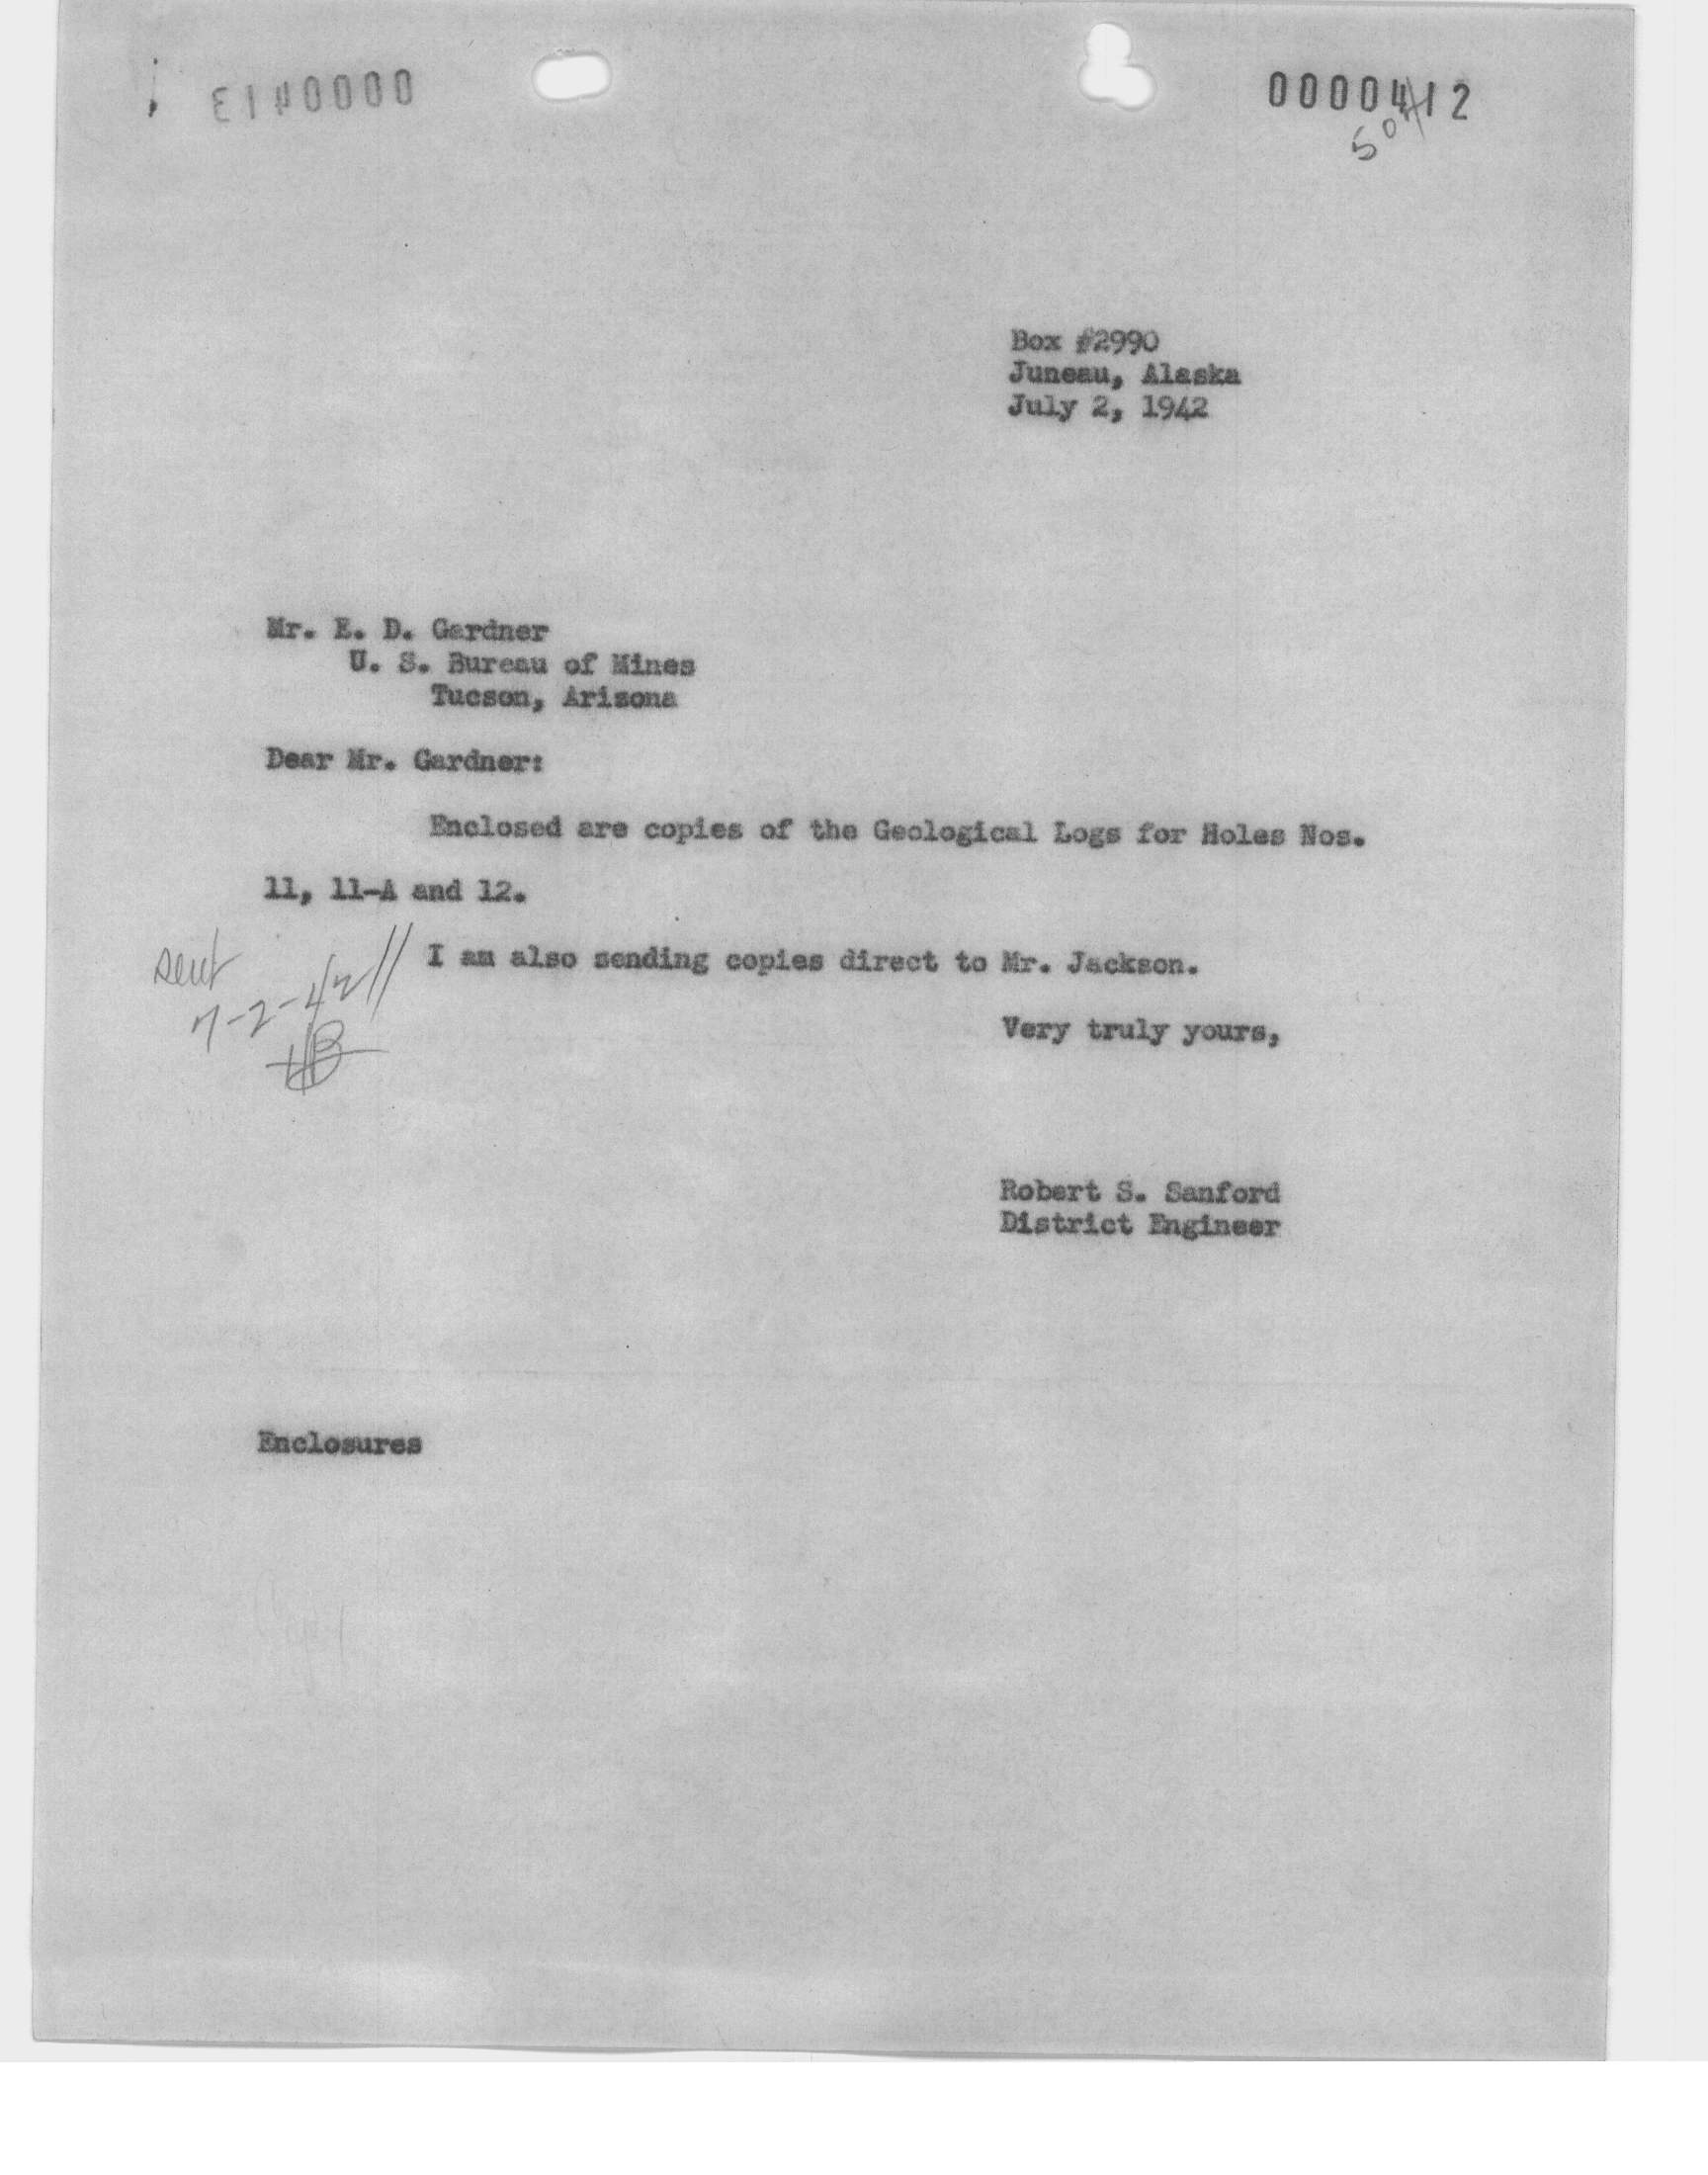 0000413
0000412
50A
Box #2990
Juneau, Alaska
July 2, 1942
Mr. E. D. Gardner
U. S. Bureau of Mines
Tucson, Arizona
Dear Mr. Gardner:
Enclosed are copies of the Geological Logs for Holes Nos.
11, 11-A and 12.
I am also sending copies direct to Mr. Jackson.
sent
7-2-42
Very truly yours,
Robert S. Sanford
District Engineer
Enclosures